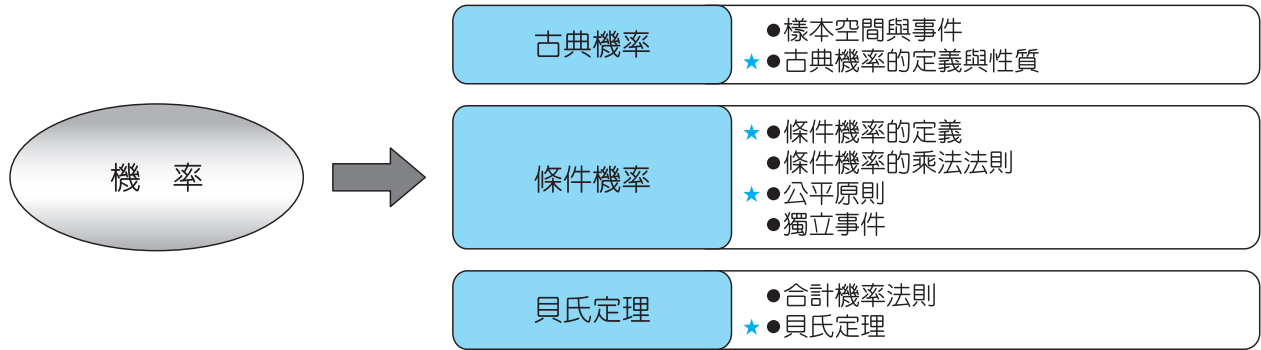 機 率
古典機率
●樣本空間與事件
★●古典機率的定義與性質
條件機率
★●條件機率的定義
●條件機率的乘法法則
★●公平原則
●獨立事件
貝氏定理
●合計機率法則
★●貝氏定理